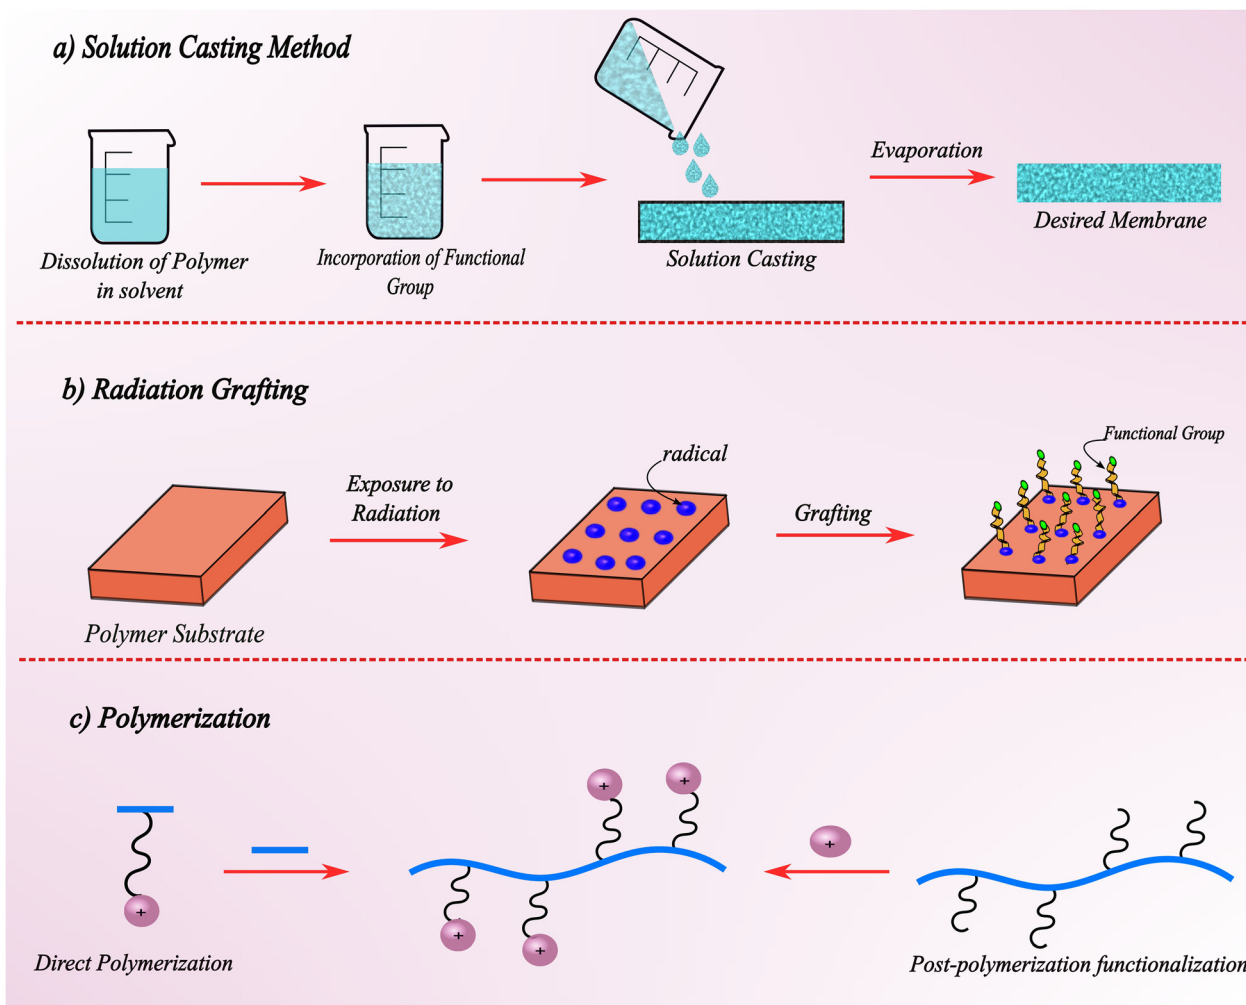 a) Solution Casting Method
Evaporation
Dissolution of Polymer
in solvent
Incorporation of Functional
Group
Solution Casting
Desired Membrane
b) Radiation Grafting
Exposure to
Radiation
radical
Grafting
Functional Group
Polymer Substrate
c) Polymerization
+
+
+
+
+
+
Direct Polymerization
Post-polymerization functionalization